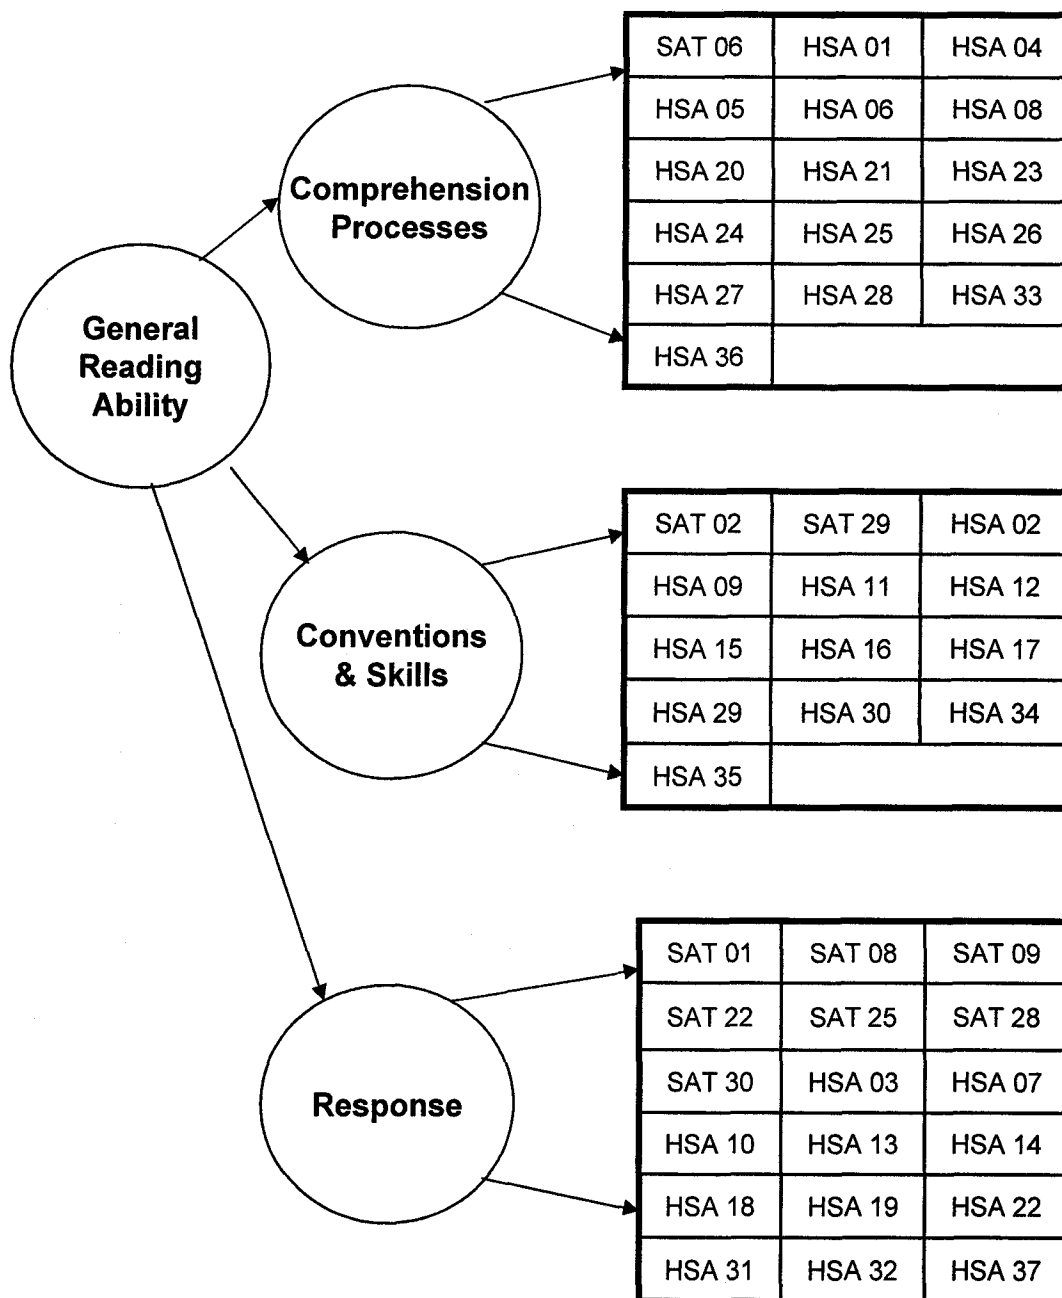 SAT 06 HSA 01 HSA 04
HSA 05 HSA 06 HSA 08
HSA 20 HSA 21 HSA 23
HSA 24 HSA 25 HSA 26
HSA 27 HSA 28 HSA 33
HSA 36
Comprehension
Processes
General
Reading
Ability
SAT 02 SAT 29 HSA 02
HSA 09 HSA 11 HSA 12
HSA 15 HSA 16 HSA 17
HSA 29 HSA 30 HSA 34
HSA 35
Conventions
& Skills
SAT 01 SAT 08 SAT 09
SAT 22 SAT 25 SAT 28
SAT 30 HSA 03 HSA 07
HSA 10 HSA 13 HSA 14
HSA 18 HSA 19 HSA 22
HSA 31 HSA 32 HSA 37
Response